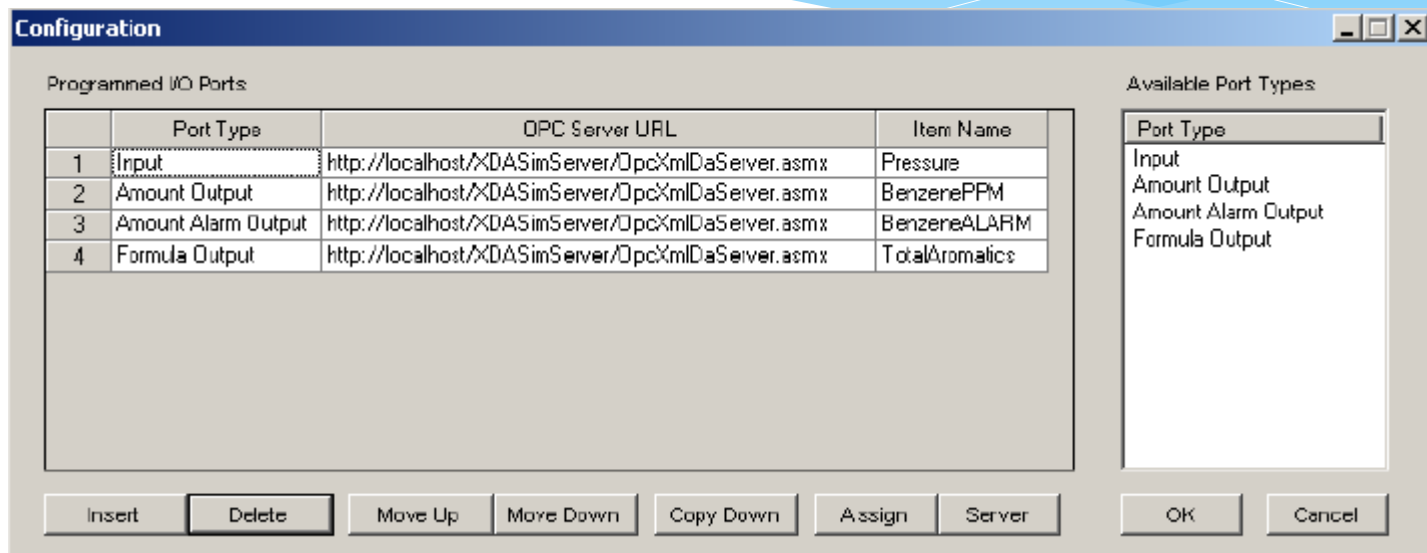 Configuration
Programmed I/O Ports:
Available Port Types:
Port Type OPC Server URL Item Name
1 Input http://localhost/XDASimServer/OpcXmlDaServer.asmx Pressure
2 Amount Output http://localhost/XDASimServer/OpcXmlDaServer.asmx BenzenePPM
3 Amount Alarm Output http://localhost/XDASimServer/OpcXmlDaServer.asmx BenzeneALARM
4 Formula Output http://localhost/XDASimServer/OpcXmlDaServer.asmx TotalAromatics
Port Type
Input
Amount Output
Amount Alarm Output
Formula Output
Insert Delete Move Up Move Down Copy Down Assign Server OK Cancel